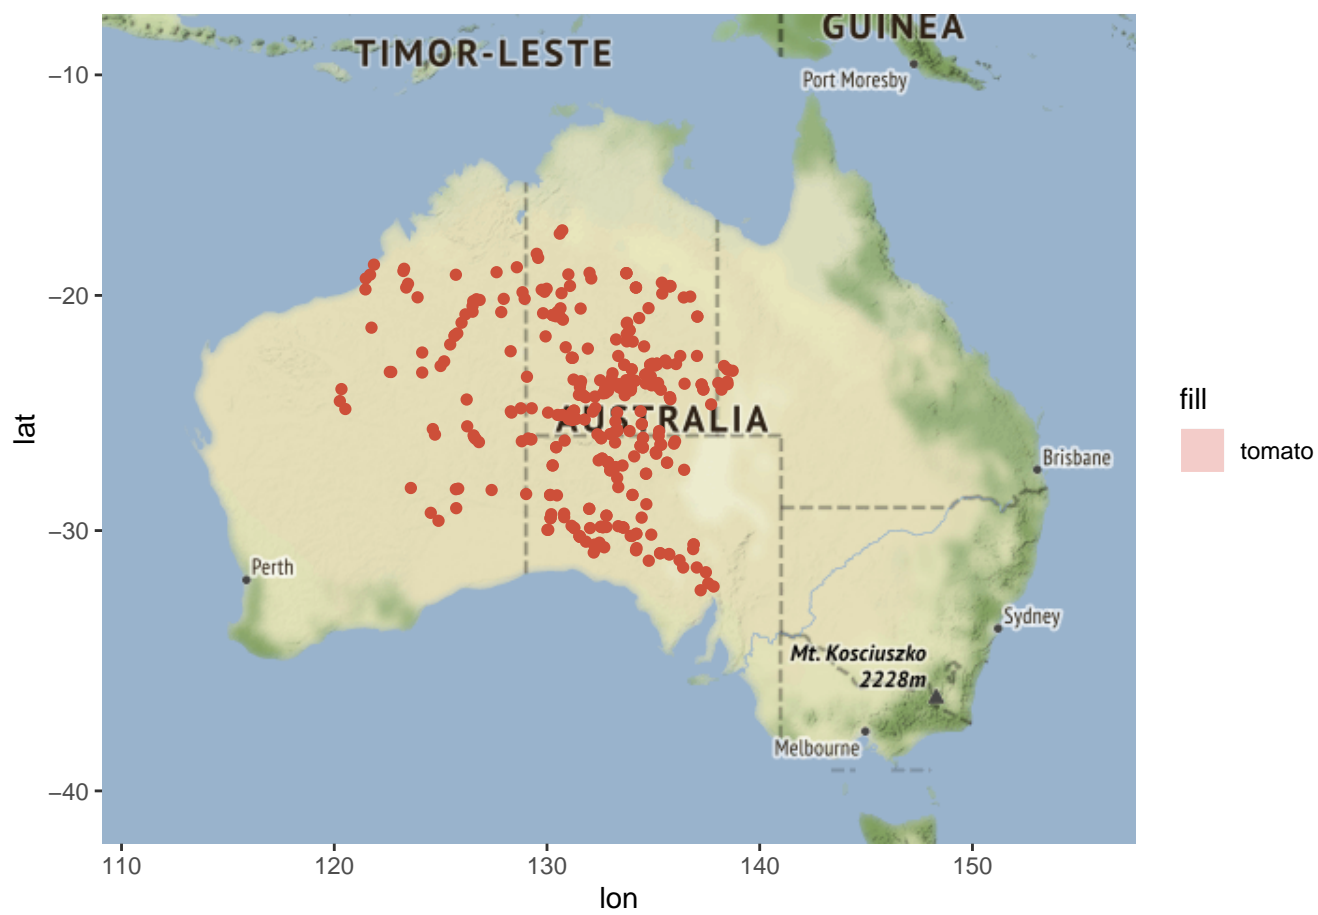 GUINEA
TIMOR-LESTE
Port Moresby
−10
−20
AUSTRALIA
Brisbane
−30
Perth
Sydney
Mt. Kosciuszko
2228m
Melbourne
−40
110 120 130 140 150
lon
lat
fill
tomato